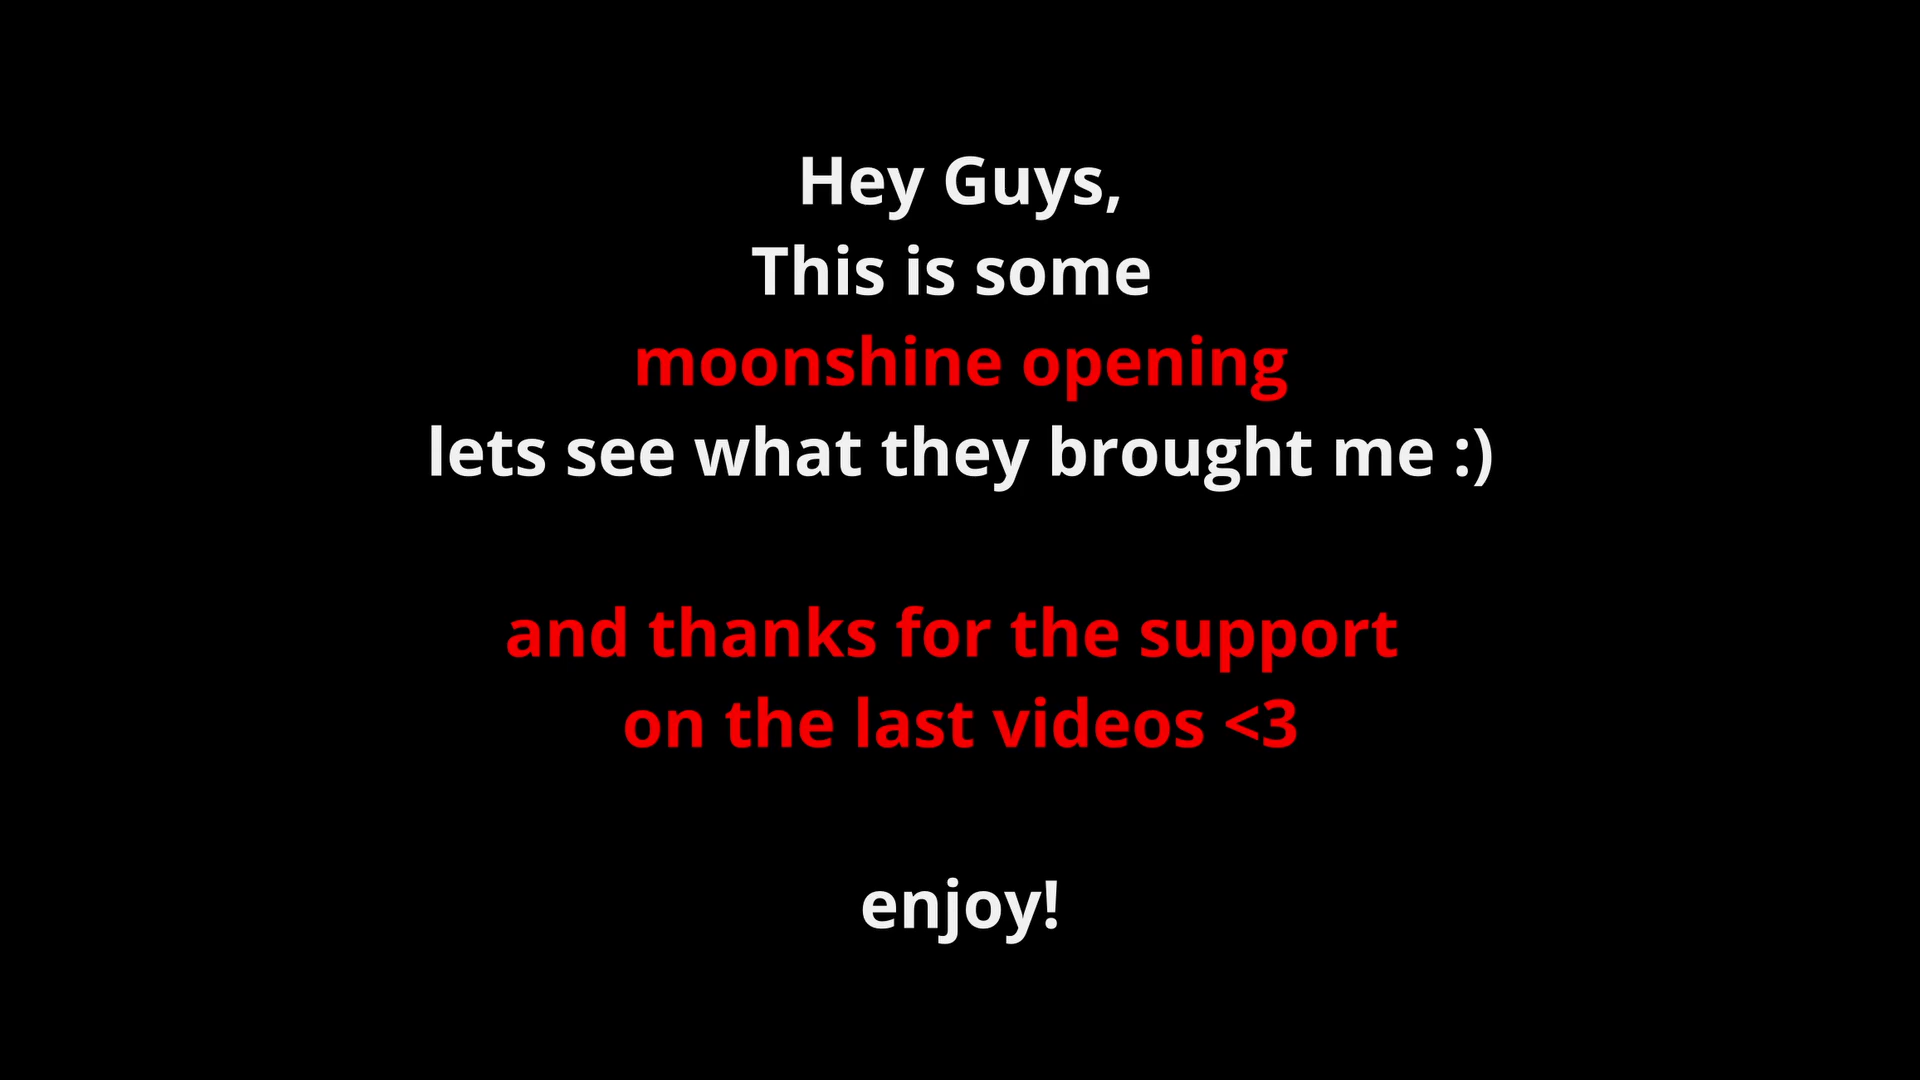 Hey Guys,
This is some
moonshine opening
lets see what they brought me :)
and thanks for the support
on the last videos <3
enjoy!